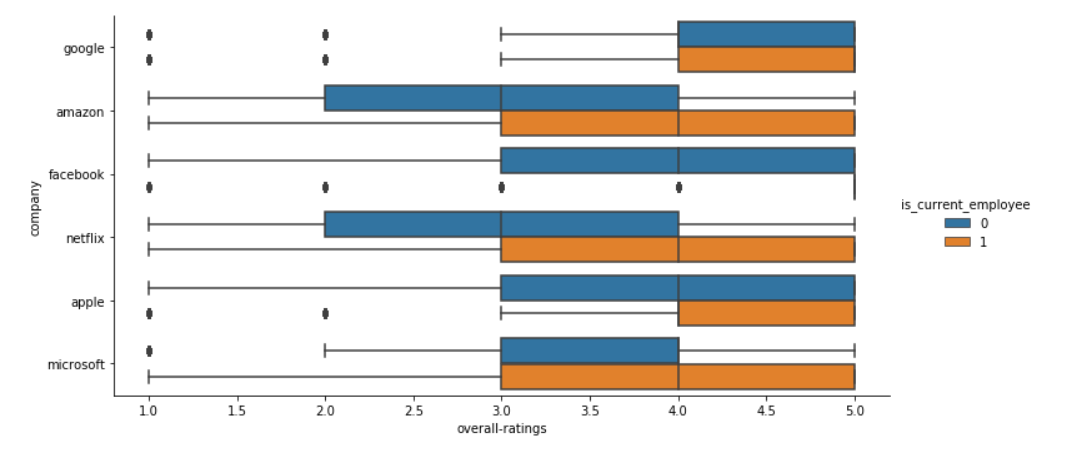 google
amazon
facebook
netflix
apple
microsoft
company
1.0 1.5 2.0 2.5 3.0 3.5 4.0 4.5 5.0
overall-ratings
is_current_employee
0
1